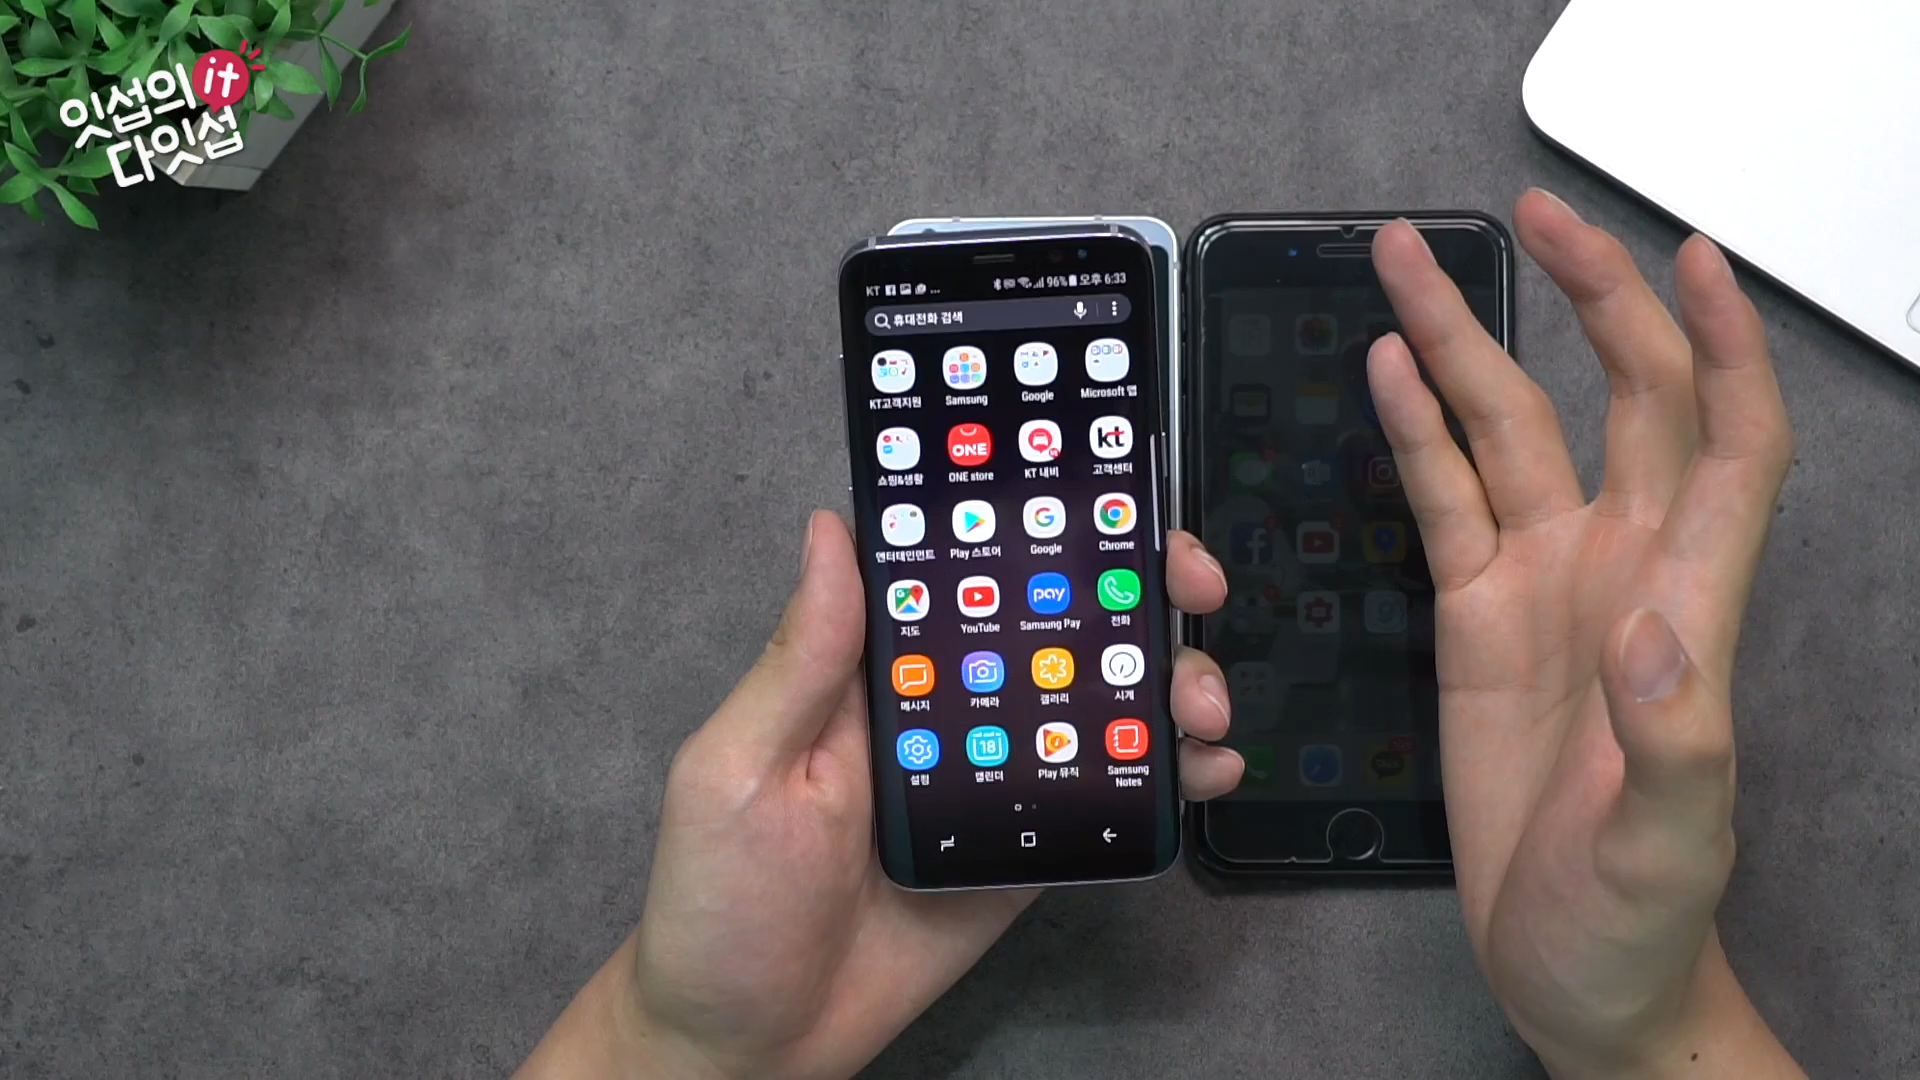 잇섭의 it
다잇섭
KT ... 96% 오후 6:33
휴대전화 검색
KT고객지원 Samsung Google Microsoft 앱
ONE kt
쇼핑&생활 ONE store KT 내비 고객센터
엔터테인먼트 Play 스토어 Google Chrome
pay
지도 YouTube Samsung Pay 전화
메시지 카메라 갤러리 시계
18
설정 캘린더 Play 뮤직 Samsung Notes